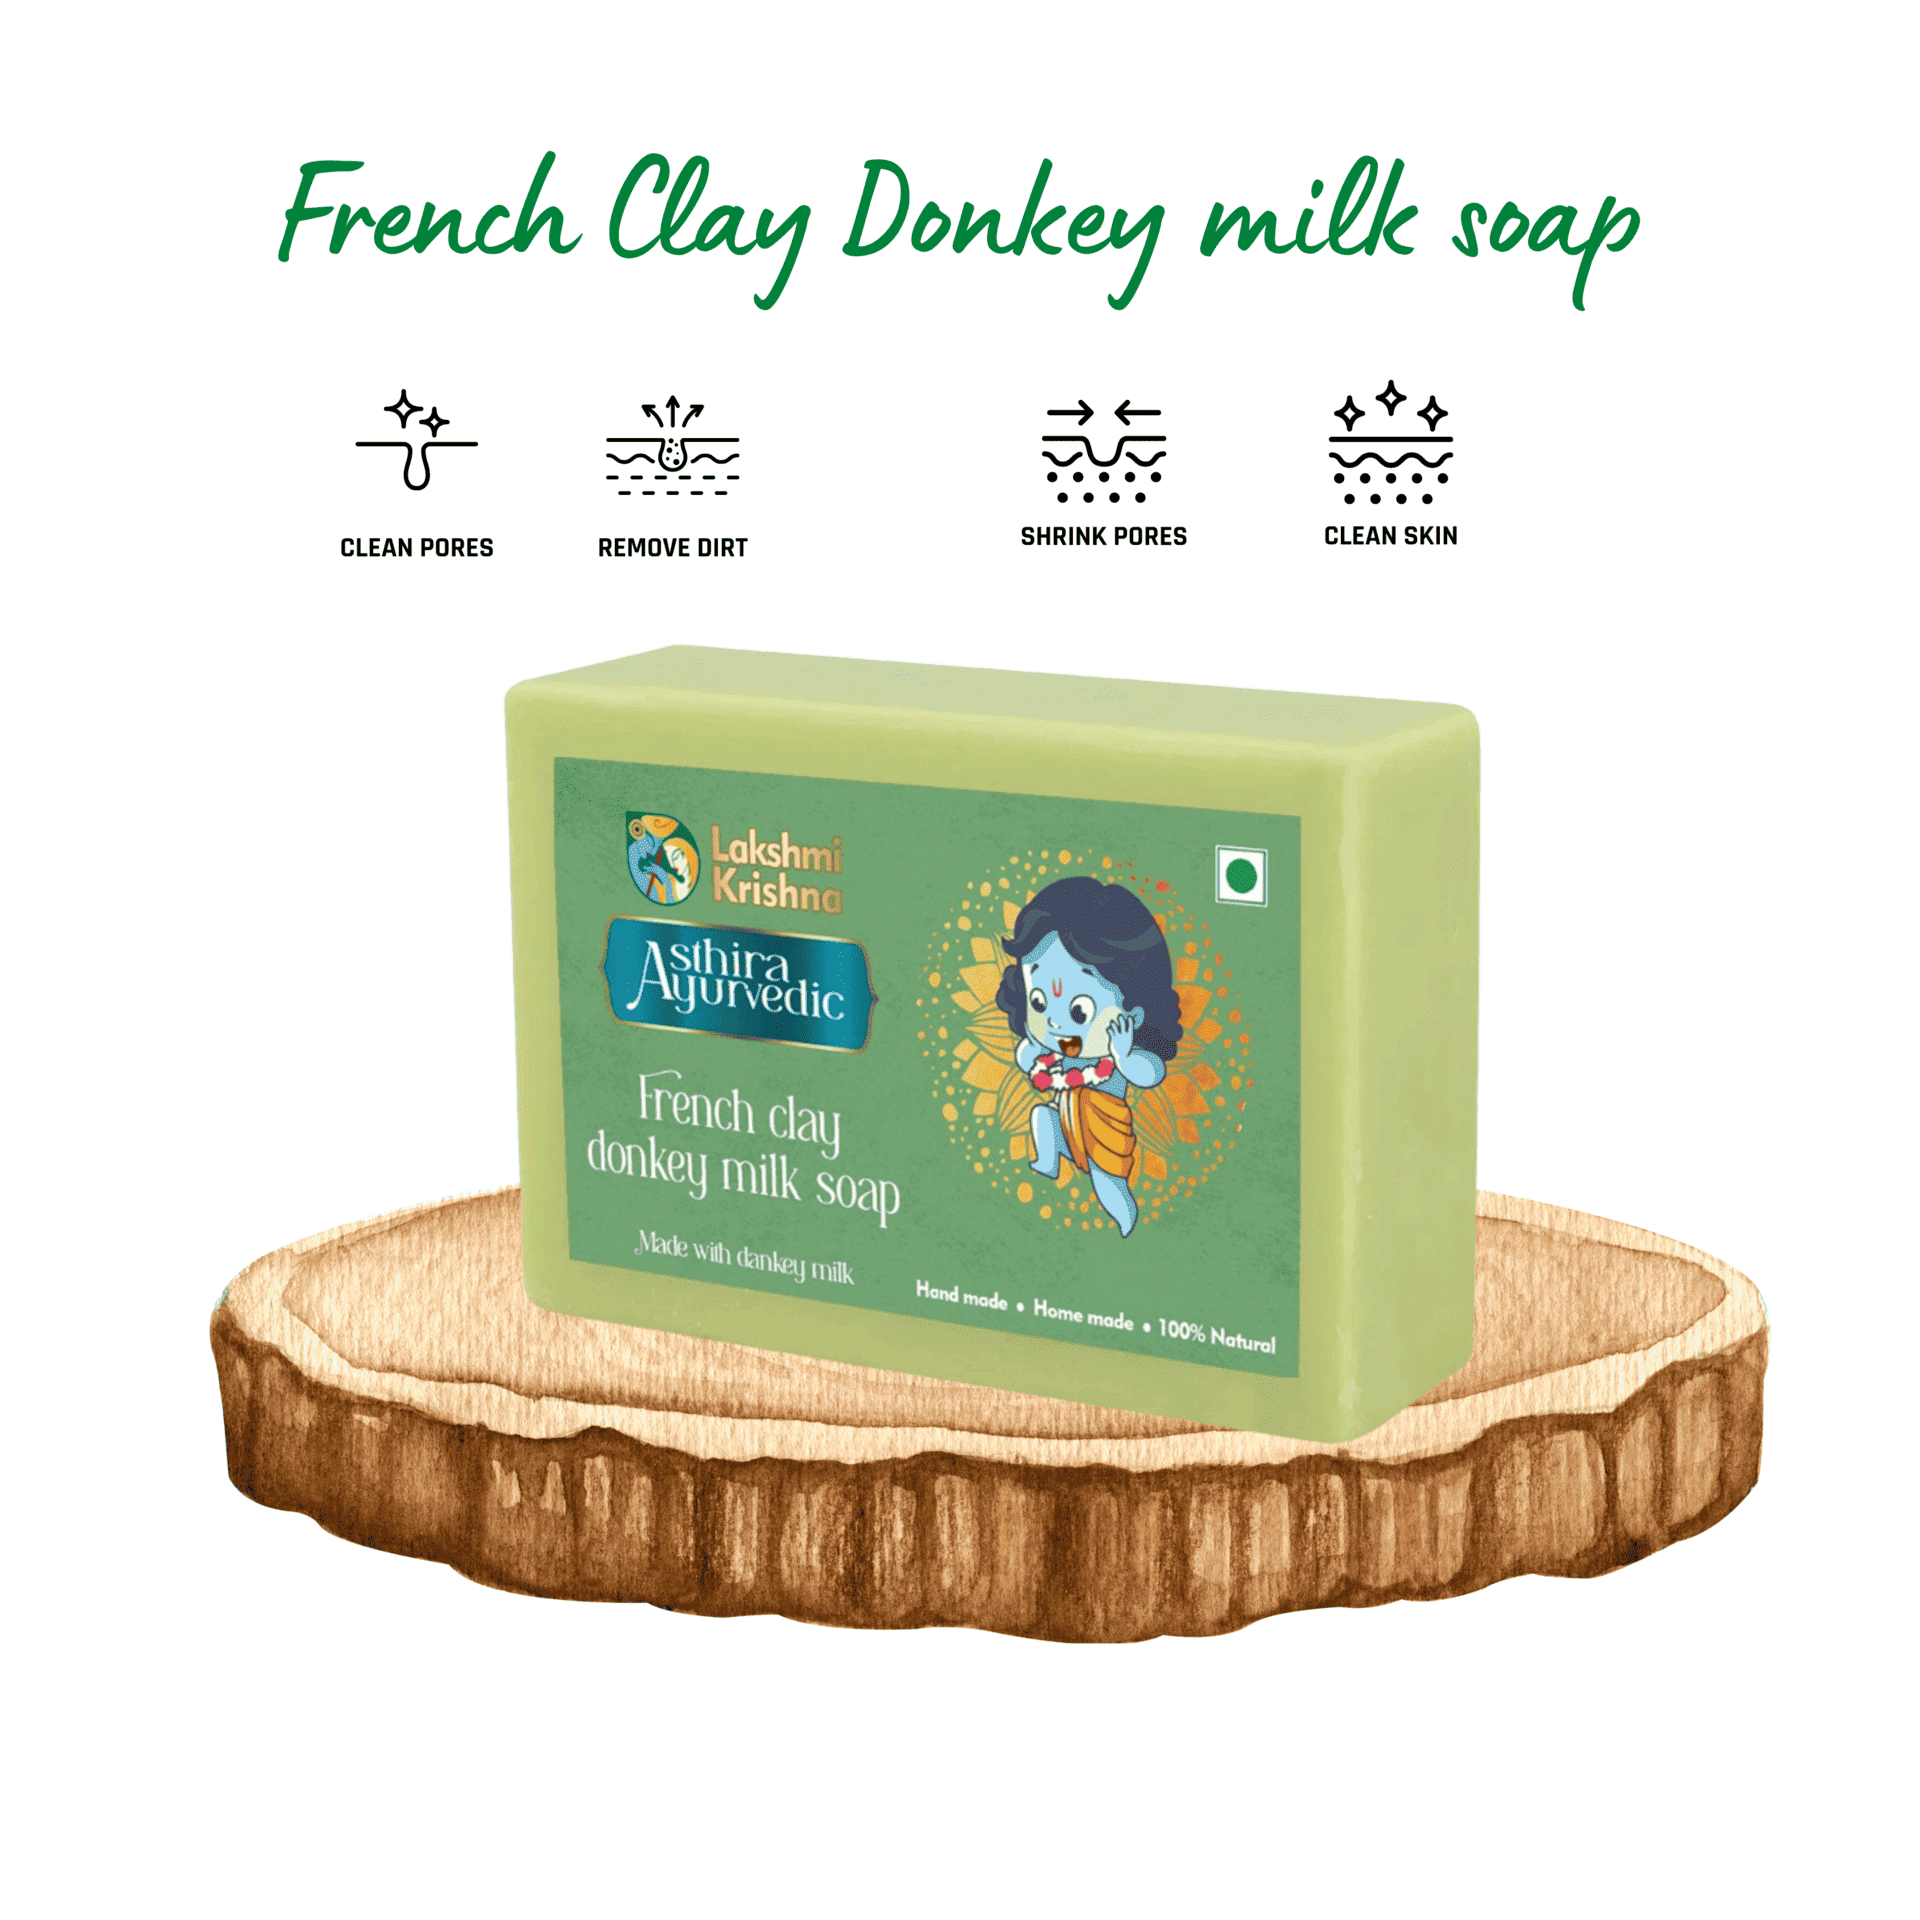 French Clay Donkey milk soap
CLEAN PORES
REMOVE DIRT
SHRINK PORES
CLEAN SKIN
Lakshmi
Krishna
Asthira
Ayurvedic
French clay
donkey milk soap
Made with dankey milk
Hand made • Home made • 100% Natural